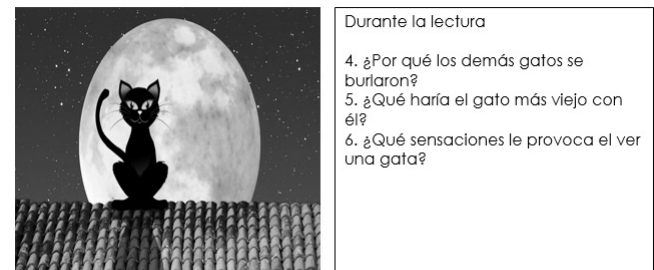 Durante la lectura
4. ¿Por qué los demás gatos se
burlaron?
5. ¿Qué haría el gato más viejo con
él?
6. ¿Qué sensaciones le provoca el ver
una gata?